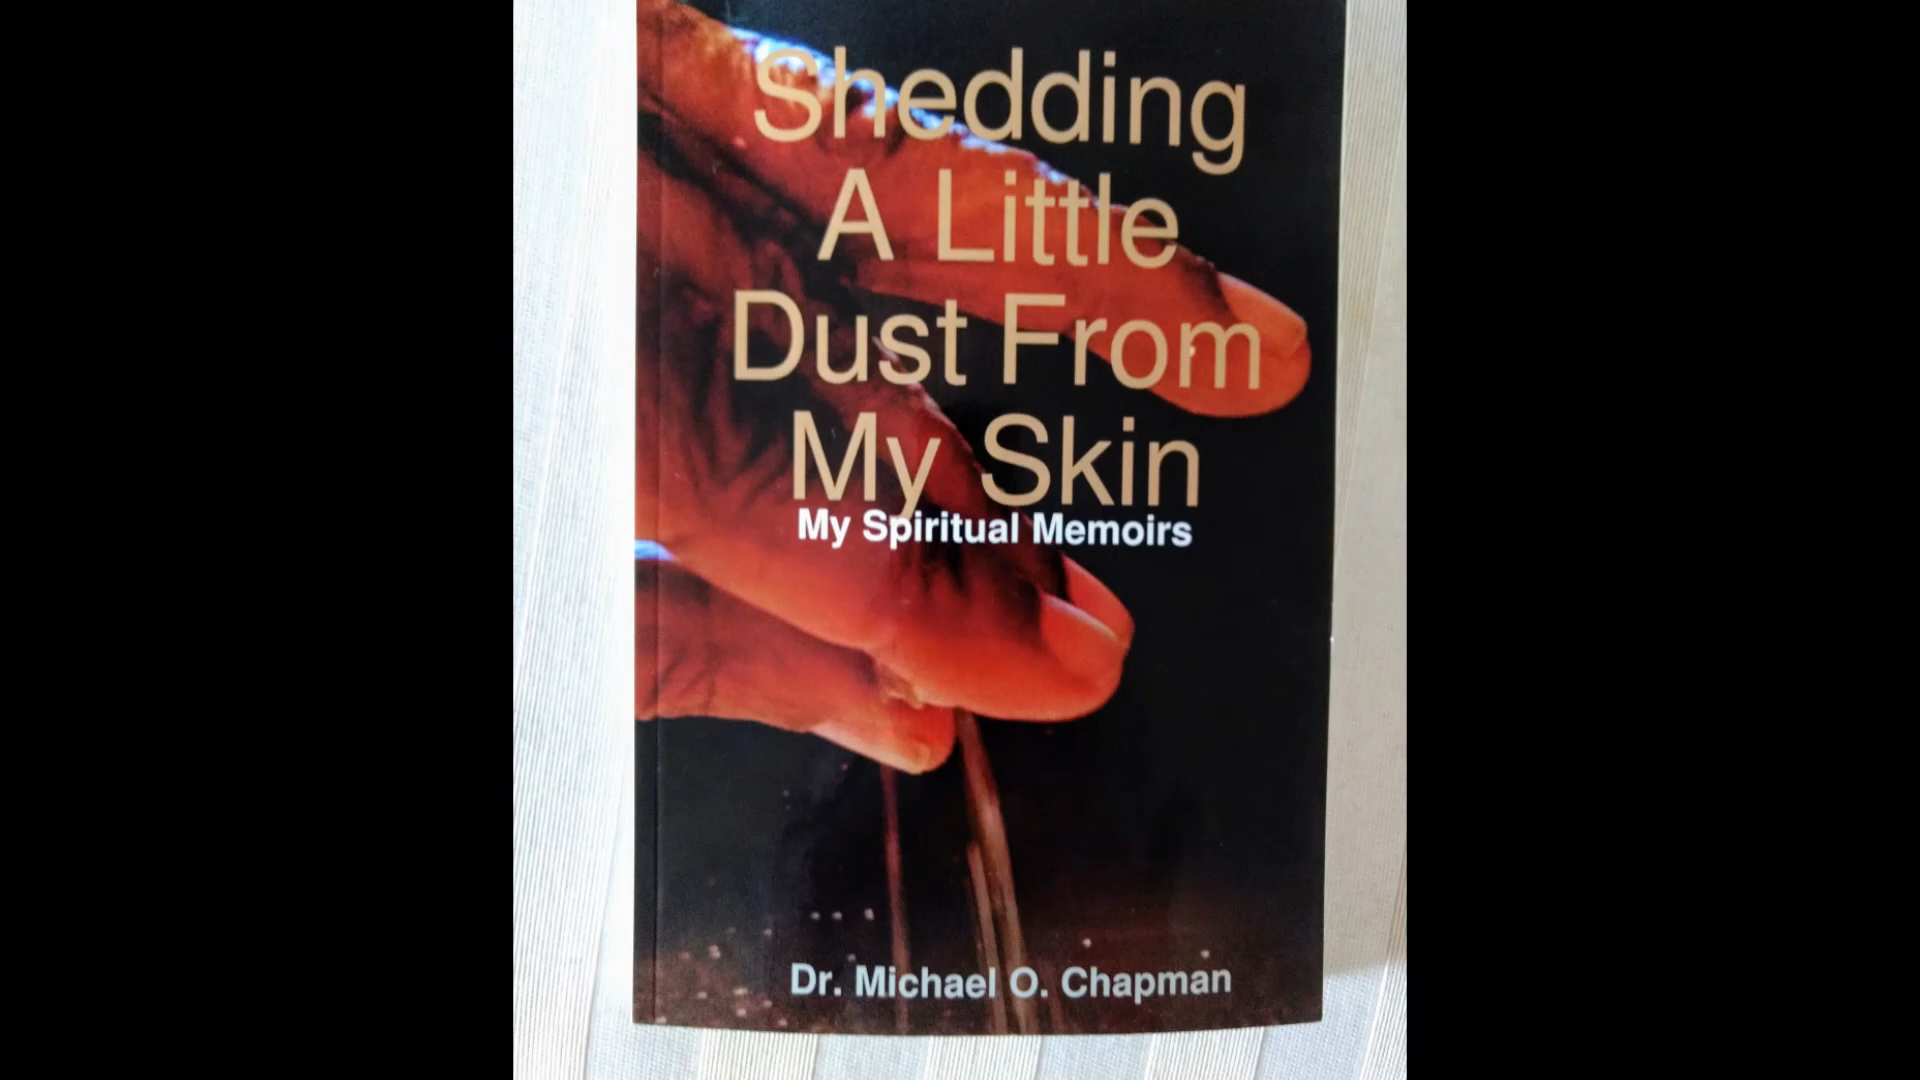 Shedding
A Little
Dust From
My Skin
My Spiritual Memoirs
Dr. Michael O. Chapman